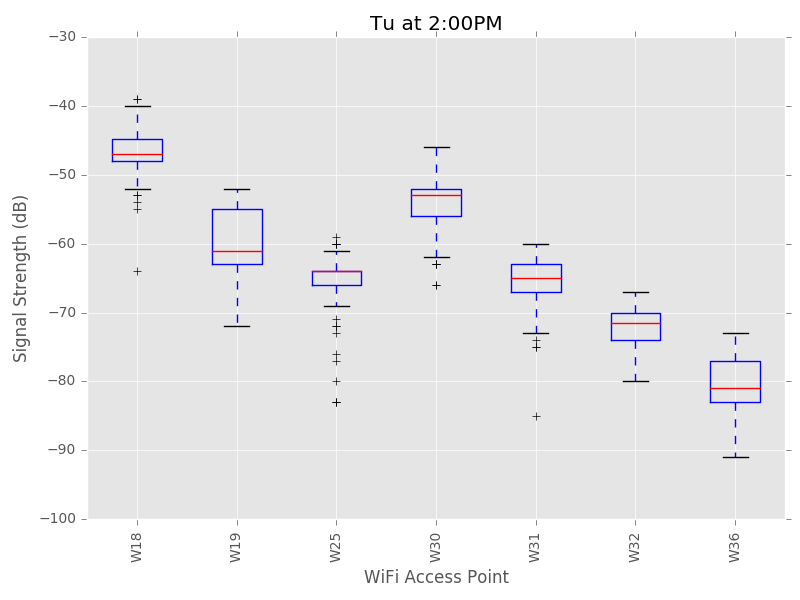 Tu at 2:00PM
Signal Strength (dB)
−30
−40
−50
−60
−70
−80
−90
−100
W18
W19
W25
W30
W31
W32
W36
WiFi Access Point